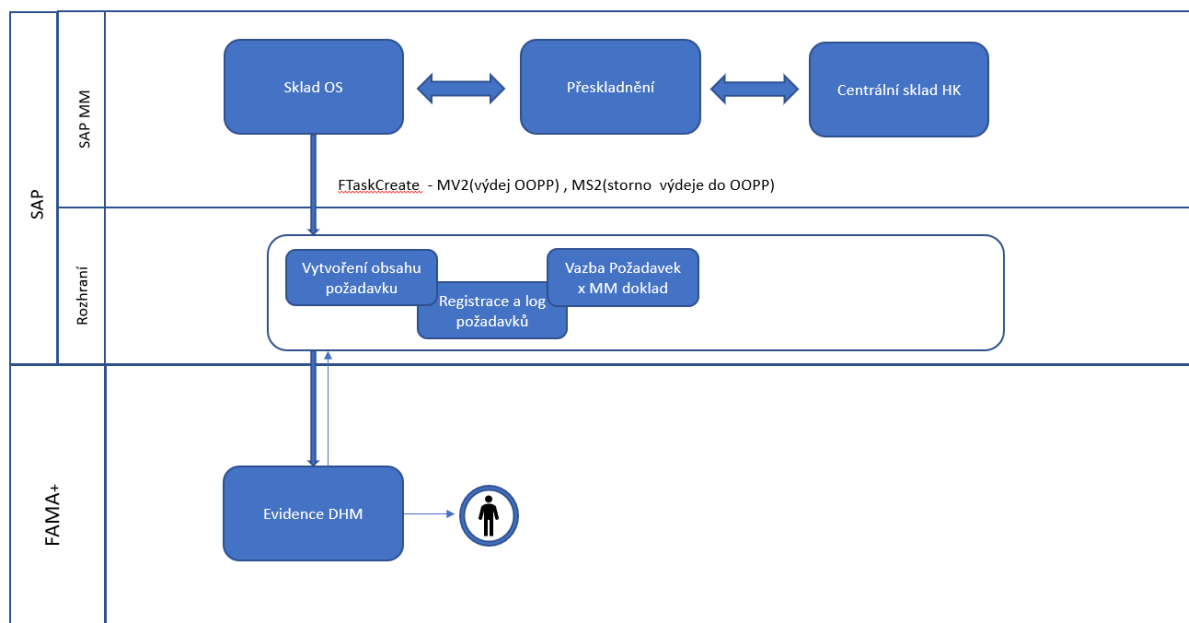 SAP
SAP MM
Sklad OS
Přeskladnění
Centrální sklad HK
FTaskCreate - MV2(výdej OOPP) , MS2(storno výdeje do OOPP)
Rozhraní
Vytvoření obsahu
požadavku
Registrace a log
požadavků
Vazba Požadavek
x MM doklad
FAMA+
Evidence DHM